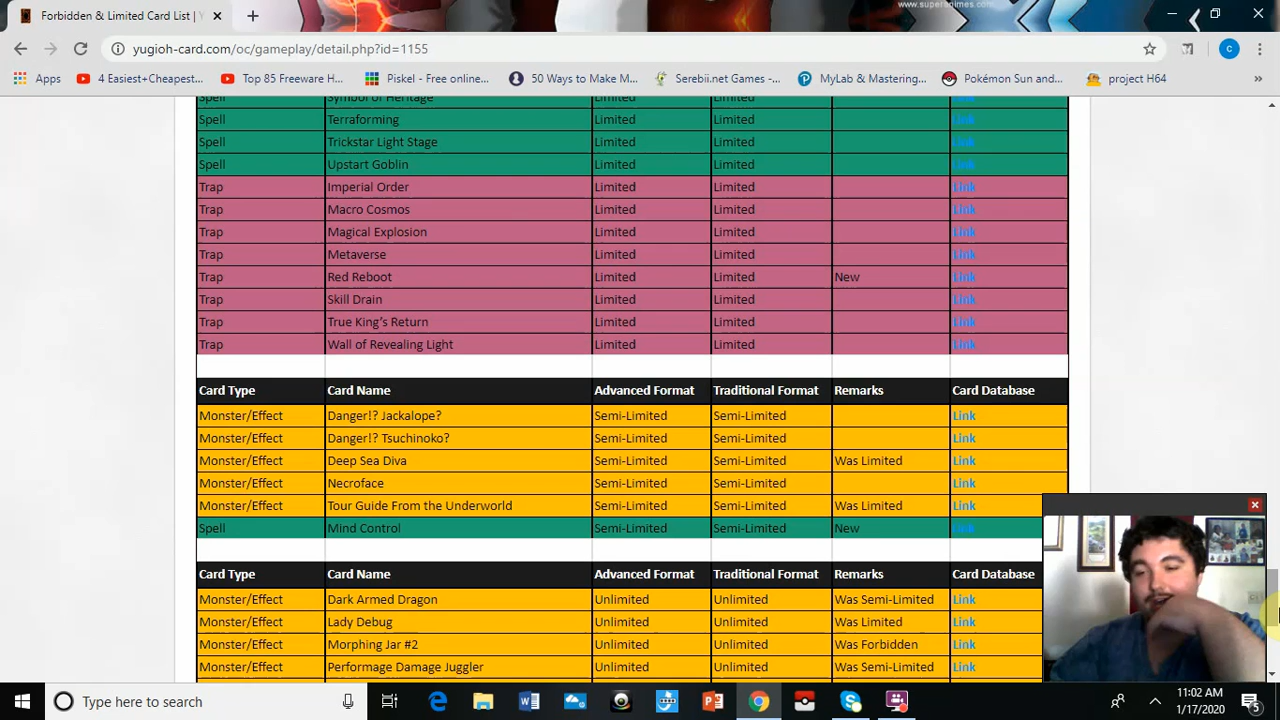 www.superanimes.com
Forbidden & Limited Card List |
yugioh-card.com/oc/gameplay/detail.php?id=1155
C
Apps 4 Easiest+Cheapest... Top 85 Freeware H... Piskel - Free online... 50 Ways to Make M... Serebii.net Games -... MyLab & Mastering... Pokémon Sun and... project H64 »
Spell Symbol of Heritage Limited Limited Link
Spell Terraforming Limited Limited Link
Spell Trickstar Light Stage Limited Limited Link
Spell Upstart Goblin Limited Limited Link
Trap Imperial Order Limited Limited Link
Trap Macro Cosmos Limited Limited Link
Trap Magical Explosion Limited Limited Link
Trap Metaverse Limited Limited Link
Trap Red Reboot Limited Limited New Link
Trap Skill Drain Limited Limited Link
Trap True King's Return Limited Limited Link
Trap Wall of Revealing Light Limited Limited Link
Card Type Card Name Advanced Format Traditional Format Remarks Card Database
Monster/Effect Danger!? Jackalope? Semi-Limited Semi-Limited Link
Monster/Effect Danger!? Tsuchinoko? Semi-Limited Semi-Limited Link
Monster/Effect Deep Sea Diva Semi-Limited Semi-Limited Was Limited Link
Monster/Effect Necroface Semi-Limited Semi-Limited Link
Monster/Effect Tour Guide From the Underworld Semi-Limited Semi-Limited Was Limited Link
Spell Mind Control Semi-Limited Semi-Limited New Link
Card Type Card Name Advanced Format Traditional Format Remarks Card Database
Monster/Effect Dark Armed Dragon Unlimited Unlimited Was Semi-Limited Link
Monster/Effect Lady Debug Unlimited Unlimited Was Limited Link
Monster/Effect Morphing Jar #2 Unlimited Unlimited Was Forbidden Link
Monster/Effect Performage Damage Juggler Unlimited Unlimited Was Semi-Limited Link
Type here to search
11:02 AM
1/17/2020
5